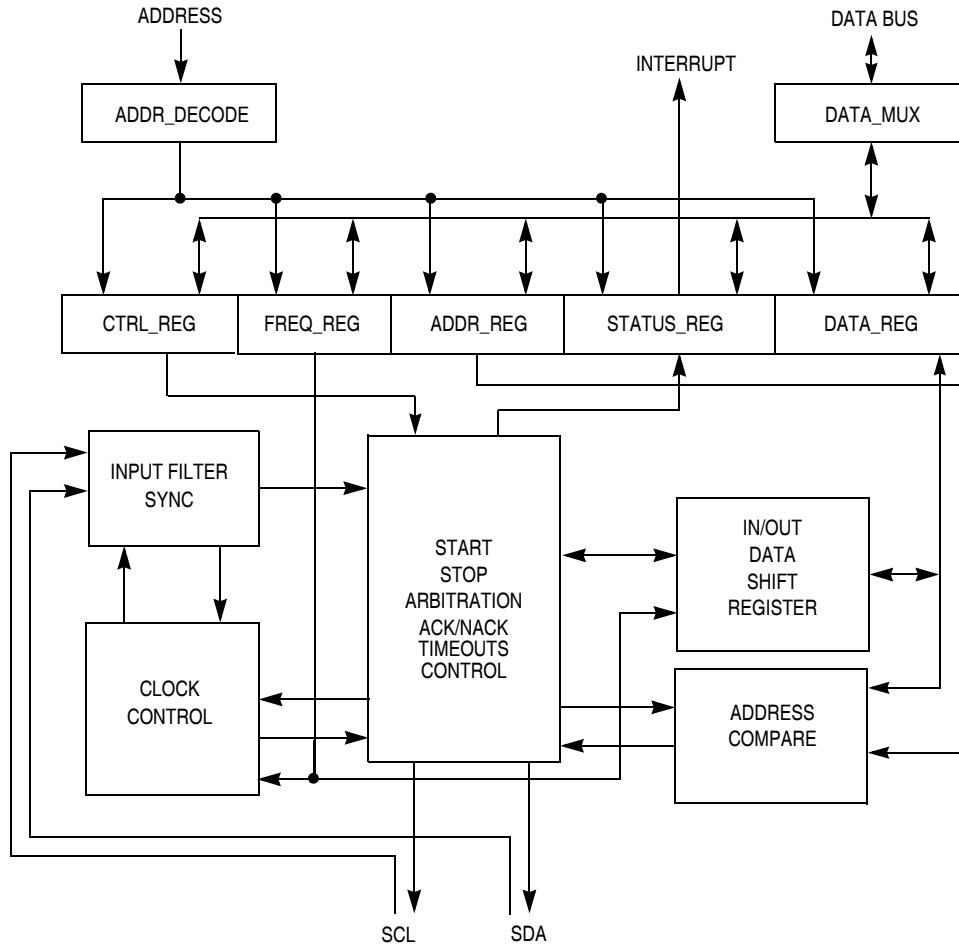 ADDRESS
DATA BUS
INTERRUPT
ADDR_DECODE
DATA_MUX
CTRL_REG
FREQ_REG
ADDR_REG
STATUS_REG
DATA_REG
INPUT FILTER
SYNC
START
STOP
ARBITRATION
ACK/NACK
TIMEOUTS
CONTROL
IN/OUT
DATA
SHIFT
REGISTER
CLOCK
CONTROL
ADDRESS
COMPARE
SCL
SDA